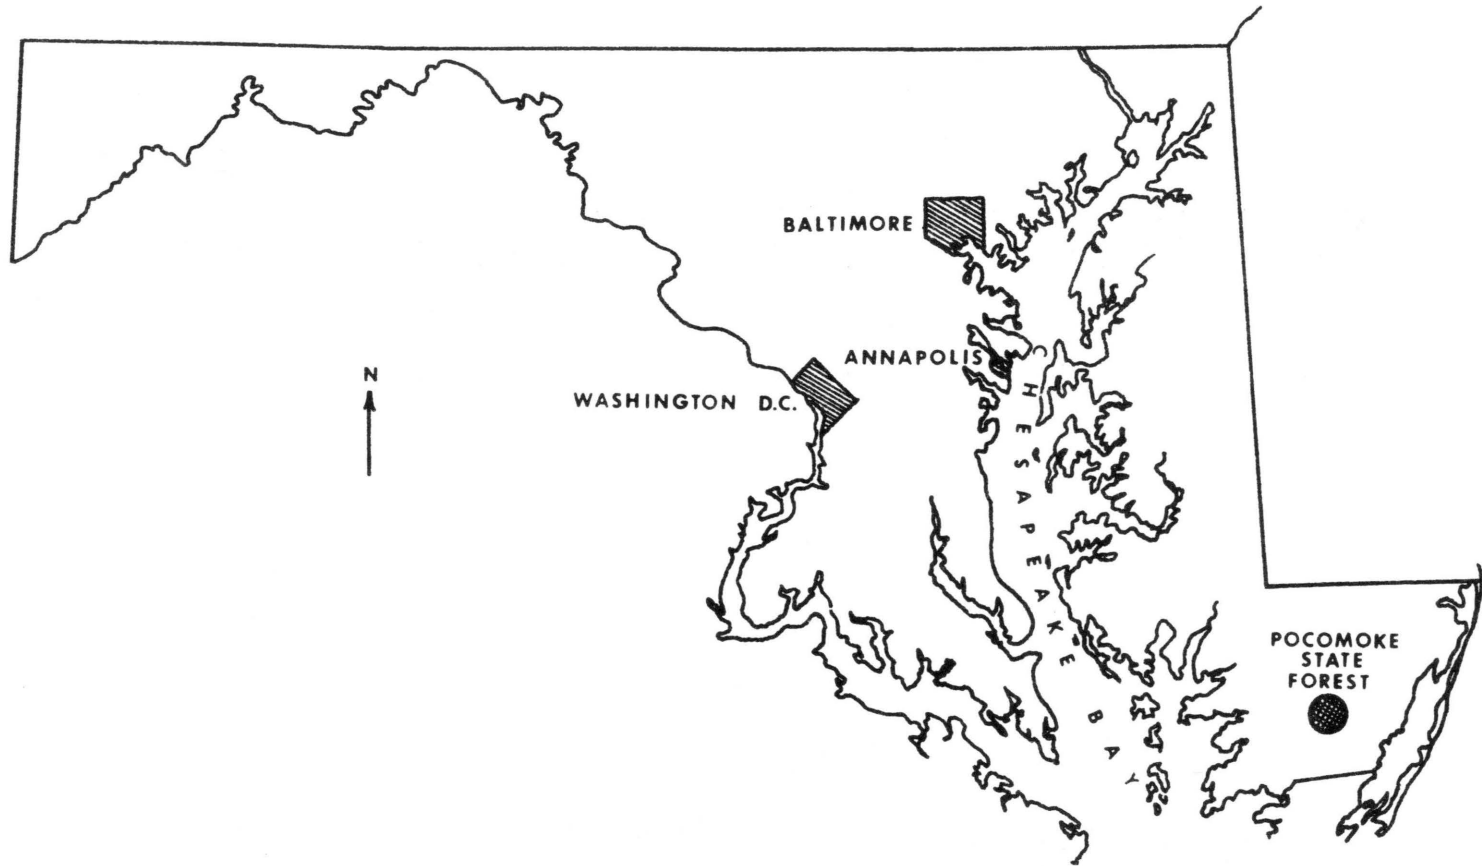 BALTIMORE
ANNAPOLIS
N
WASHINGTON D.C.
CHESAPEAKE BAY
POCOMOKE
STATE
FOREST